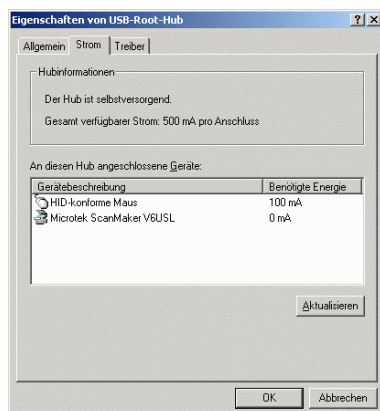 Eigenschaften von USB-Root-Hub
Allgemein Strom Treiber
Hubinformationen
Der Hub ist selbstversorgend.
Gesamt verfügbarer Strom: 500 mA pro Anschluss
An diesen Hub angeschlossene Geräte:
Gerätebeschreibung Benötigte Energie
HID-konforme Maus 100 mA
Microtek ScanMaker V6USL 0 mA
Aktualisieren
OK Abbrechen